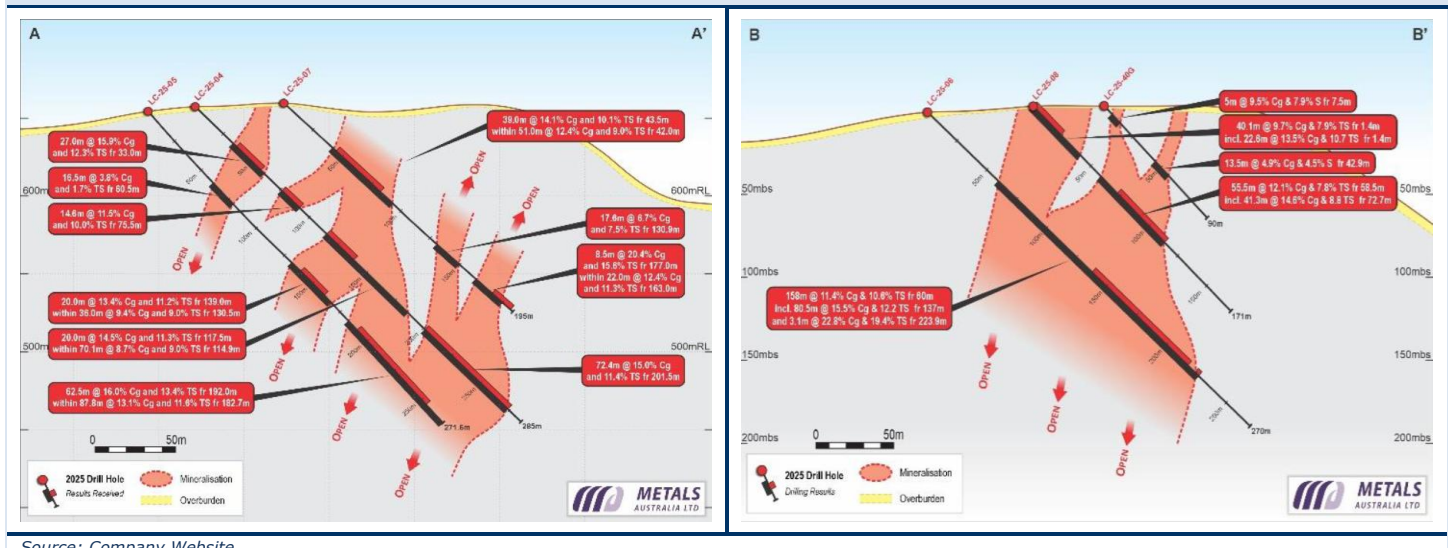 A
A'
LC-25-05
LC-25-04
LC-25-07
27.0m @ 15.9% Cg
and 12.3% TS fr 33.0m
16.5m @ 3.8% Cg
and 1.7% TS fr 60.5m
14.6m @ 11.5% Cg
and 10.0% TS fr 75.5m
39.0m @ 14.1% Cg and 10.1% TS fr 43.5m
within 51.0m @ 12.4% Cg and 9.0% TS fr 42.0m
600m
600mRL
OPEN
OPEN
OPEN
17.6m @ 6.7% Cg
and 7.5% TS fr 130.9m
8.5m @ 20.4% Cg
and 15.6% TS fr 177.0m
within 22.0m @ 12.4% Cg
and 11.3% TS fr 163.0m
20.0m @ 13.4% Cg and 11.2% TS fr 139.0m
within 36.0m @ 9.4% Cg and 9.0% TS fr 130.5m
195m
20.0m @ 14.5% Cg and 11.3% TS fr 117.5m
within 70.1m @ 8.7% Cg and 9.0% TS fr 114.9m
500m
500mRL
OPEN
72.4m @ 15.0% Cg
and 11.4% TS fr 201.5m
62.5m @ 16.0% Cg and 13.4% TS fr 192.0m
within 87.8m @ 13.1% Cg and 11.6% TS fr 182.7m
OPEN
271.6m
285m
OPEN
0 50m
2025 Drill Hole
Results Received
Mineralisation
Overburden
METALS
AUSTRALIA LTD
B
B'
LC-25-06
LC-25-08
LC-25-40G
5m @ 9.5% Cg & 7.9% S fr 7.5m
40.1m @ 9.7% Cg & 7.9% TS fr 1.4m
incl. 22.6m @ 13.5% Cg & 10.7 TS fr 1.4m
13.5m @ 4.9% Cg & 4.5% S fr 42.9m
55.5m @ 12.1% Cg & 7.8% TS fr 58.5m
incl. 41.3m @ 14.6% Cg & 8.8 TS fr 72.7m
50mbs
50mbs
90m
100mbs
100mbs
158m @ 11.4% Cg & 10.6% TS fr 60m
Incl. 80.5m @ 15.5% Cg & 12.2 TS fr 137m
and 3.1m @ 22.8% Cg & 19.4% TS fr 223.9m
171m
150mbs
150mbs
OPEN
OPEN
OPEN
270m
200mbs
200mbs
0 50m
2025 Drill Hole
Drilling Results
Mineralisation
Overburden
METALS
AUSTRALIA LTD
Source: Company Website